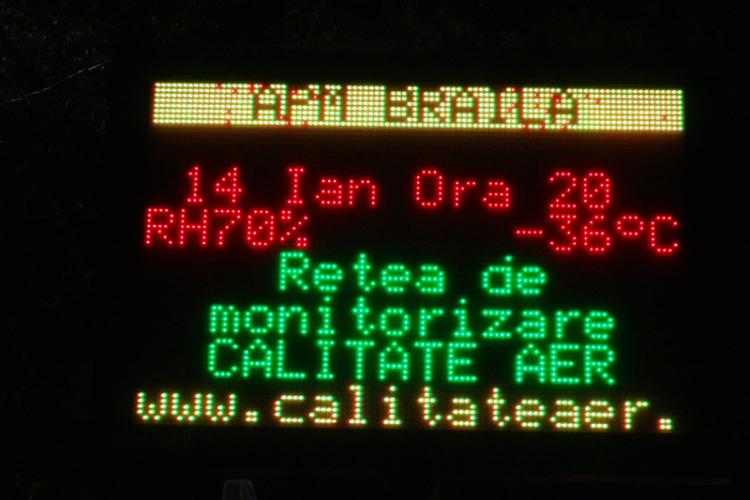 APM BRAILA
14 Ian Ora 20
RH70% -36°C
Retea de
monitorizare
CALITATE AER
www.calitateaer.